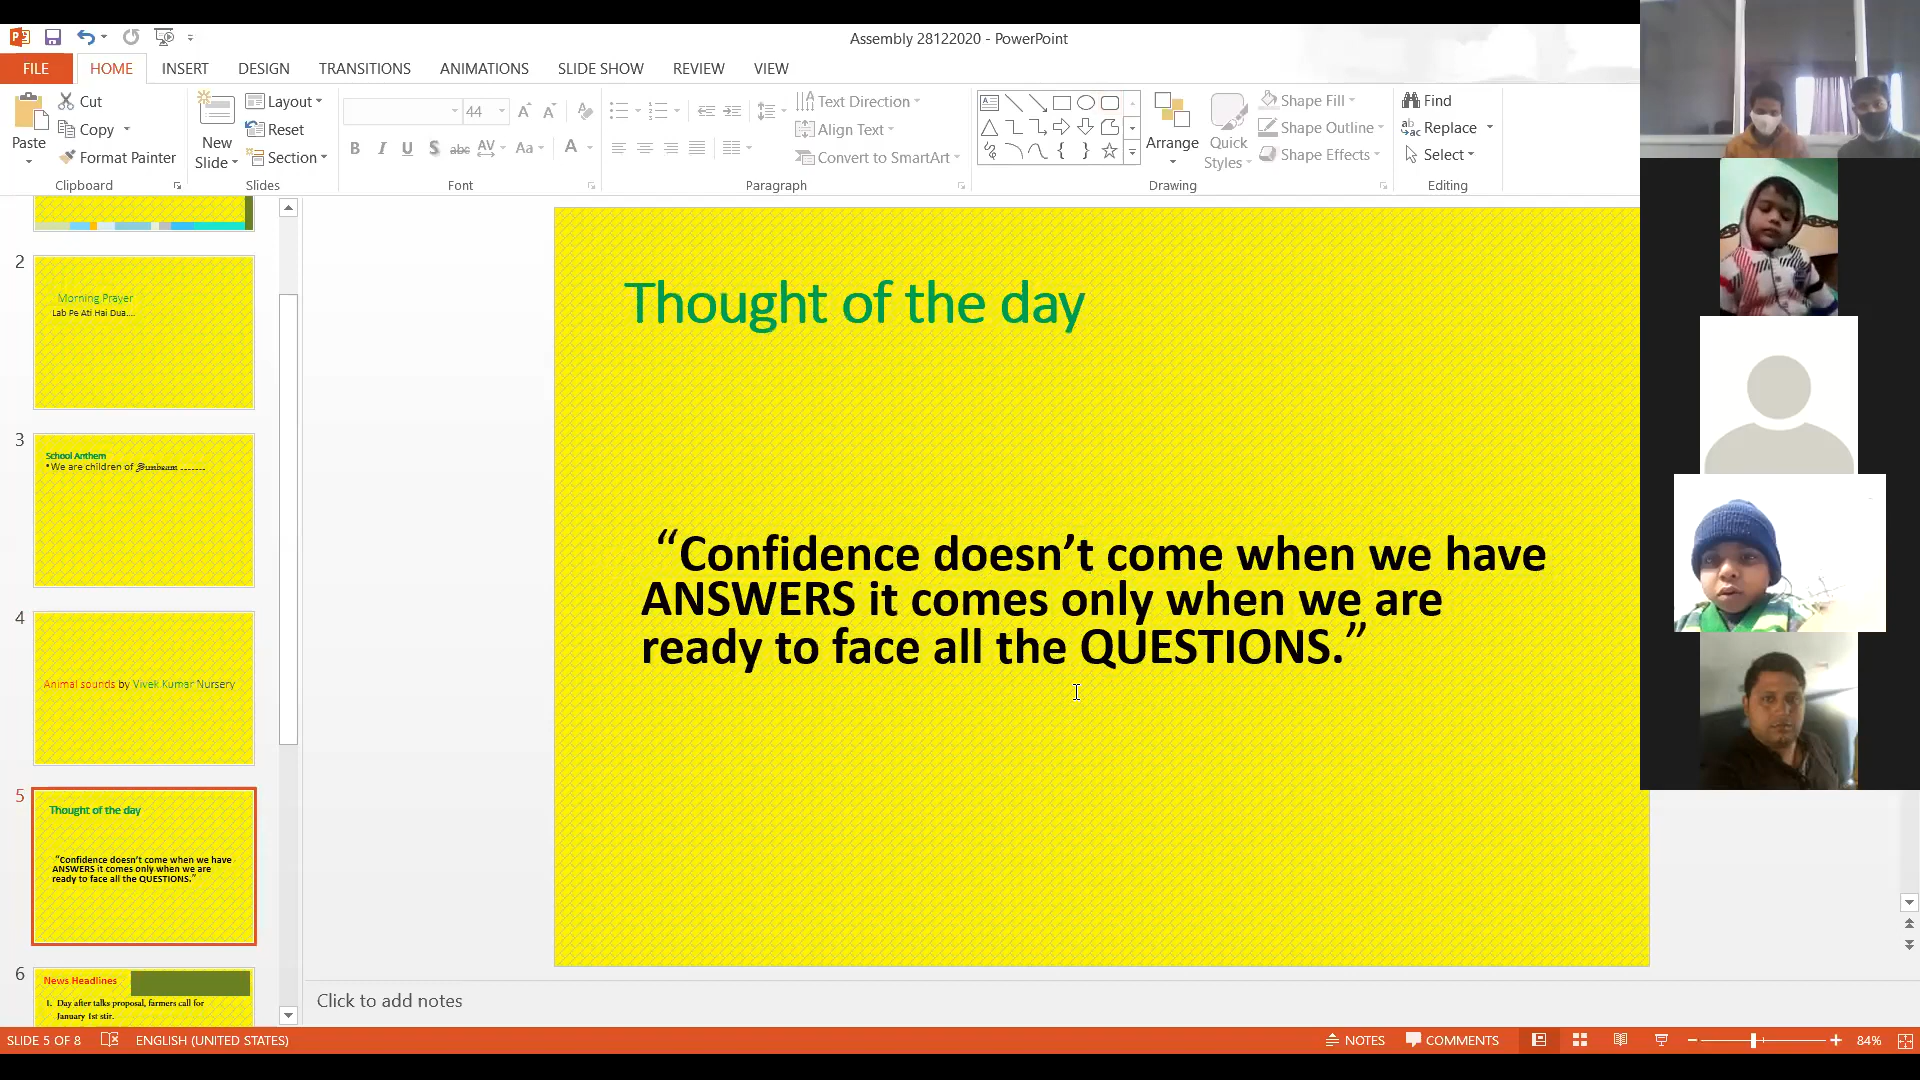 Assembly 28122020 - PowerPoint
FILE
HOME
INSERT
DESIGN
TRANSITIONS
ANIMATIONS
SLIDE SHOW
REVIEW
VIEW
Paste
Cut
Copy
Format Painter
Clipboard
New
Slide
Layout
Reset
Section
Slides
44
Font
Text Direction
Align Text
Convert to SmartArt
Paragraph
Arrange
Quick
Styles
Shape Fill
Shape Outline
Shape Effects
Drawing
Find
Replace
Select
Editing
2
Morning Prayer
Lab Pe Ati Hai Dua....
3
School Anthem
•We are children of Sunbeam -------
4
Animal sounds by Vivek Kumar Nursery
5
Thought of the day
“Confidence doesn’t come when we have
ANSWERS it comes only when we are
ready to face all the QUESTIONS.”
6
News Headlines
1. Day after talks proposal, farmers call for
January 1st stir.
Thought of the day
“Confidence doesn’t come when we have
ANSWERS it comes only when we are
ready to face all the QUESTIONS.”
Click to add notes
SLIDE 5 OF 8
ENGLISH (UNITED STATES)
NOTES
COMMENTS
84%